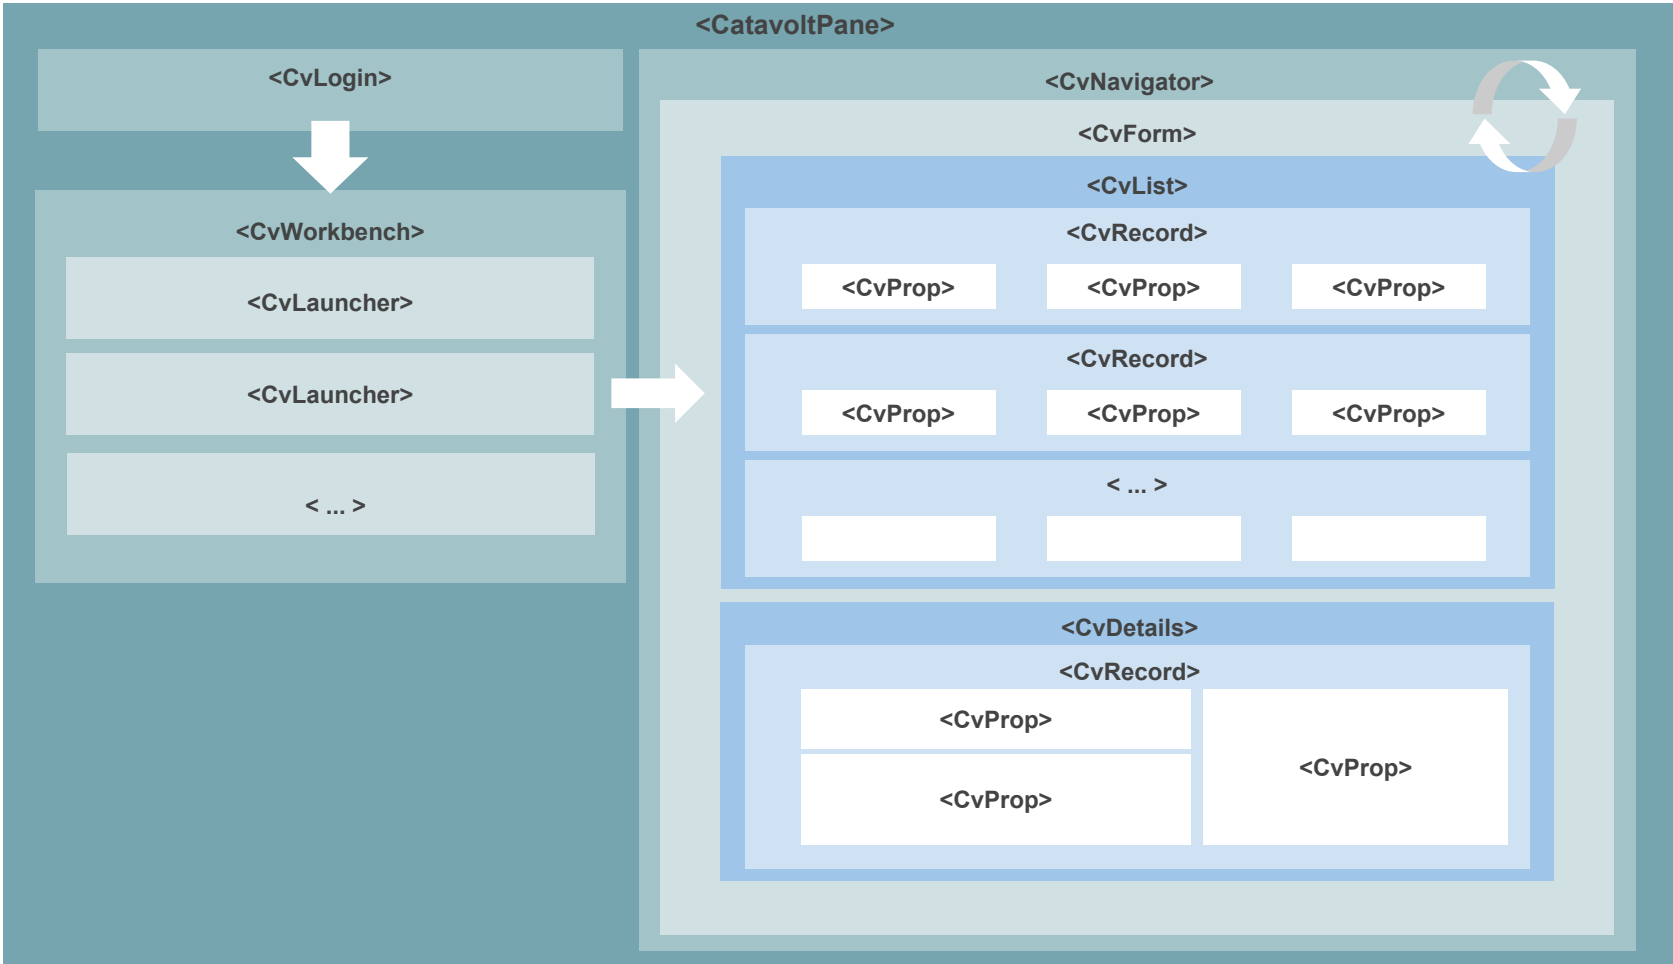 <CatavoltPane>
<CvLogin>
<CvWorkbench>
<CvLauncher>
<CvLauncher>
< ... >
<CvNavigator>
<CvForm>
<CvList>
<CvRecord>
<CvProp> <CvProp> <CvProp>
<CvRecord>
<CvProp> <CvProp> <CvProp>
< ... >
<CvDetails>
<CvRecord>
<CvProp>
<CvProp>
<CvProp>